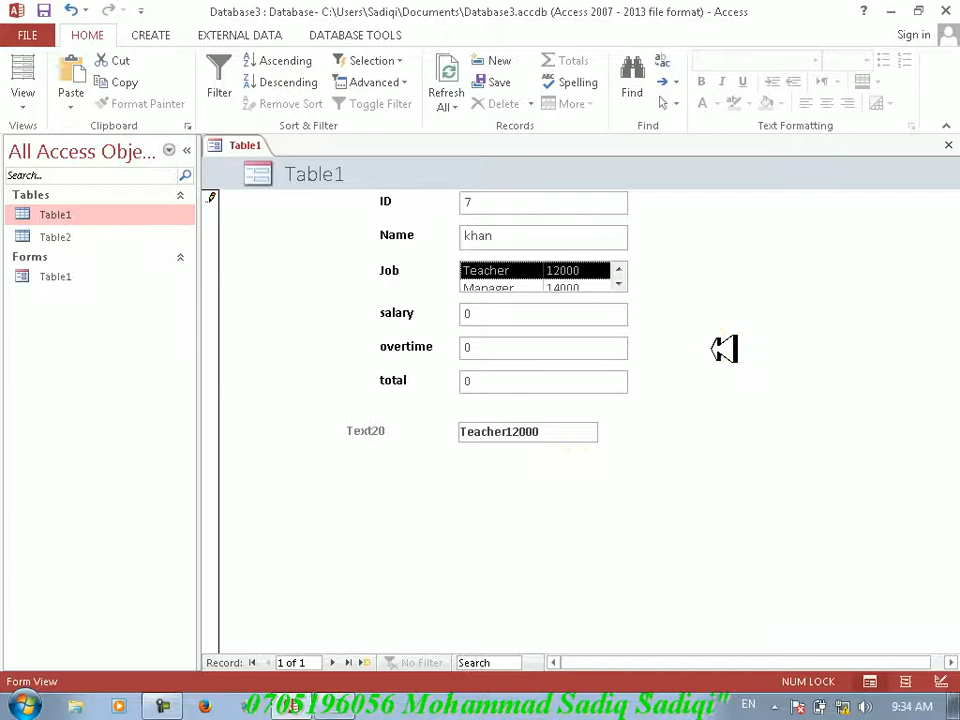 Database3 : Database- C:\Users\Sadiqi\Documents\Database3.accdb (Access 2007 - 2013 file format) - Access
FILE HOME CREATE EXTERNAL DATA DATABASE TOOLS Sign in
View
Views
Paste
Cut
Copy
Format Painter
Clipboard
Filter
Ascending
Descending
Remove Sort
Selection
Advanced
Toggle Filter
Sort & Filter
Refresh
All
New
Save
Delete
Totals
Spelling
More
Records
Find
Find
B I U
A
Text Formatting
All Access Obje...
Search...
Tables
Table1
Table2
Forms
Table1
Table1
Table1
ID 7
Name khan
Job Teacher 12000
Manager 14000
salary 0
overtime 0
total 0
Text20 Teacher12000
Record: 1 of 1 No Filter Search
Form View NUM LOCK
0705196056 Mohammad Sadiq Sadiqi"
EN 9:34 AM